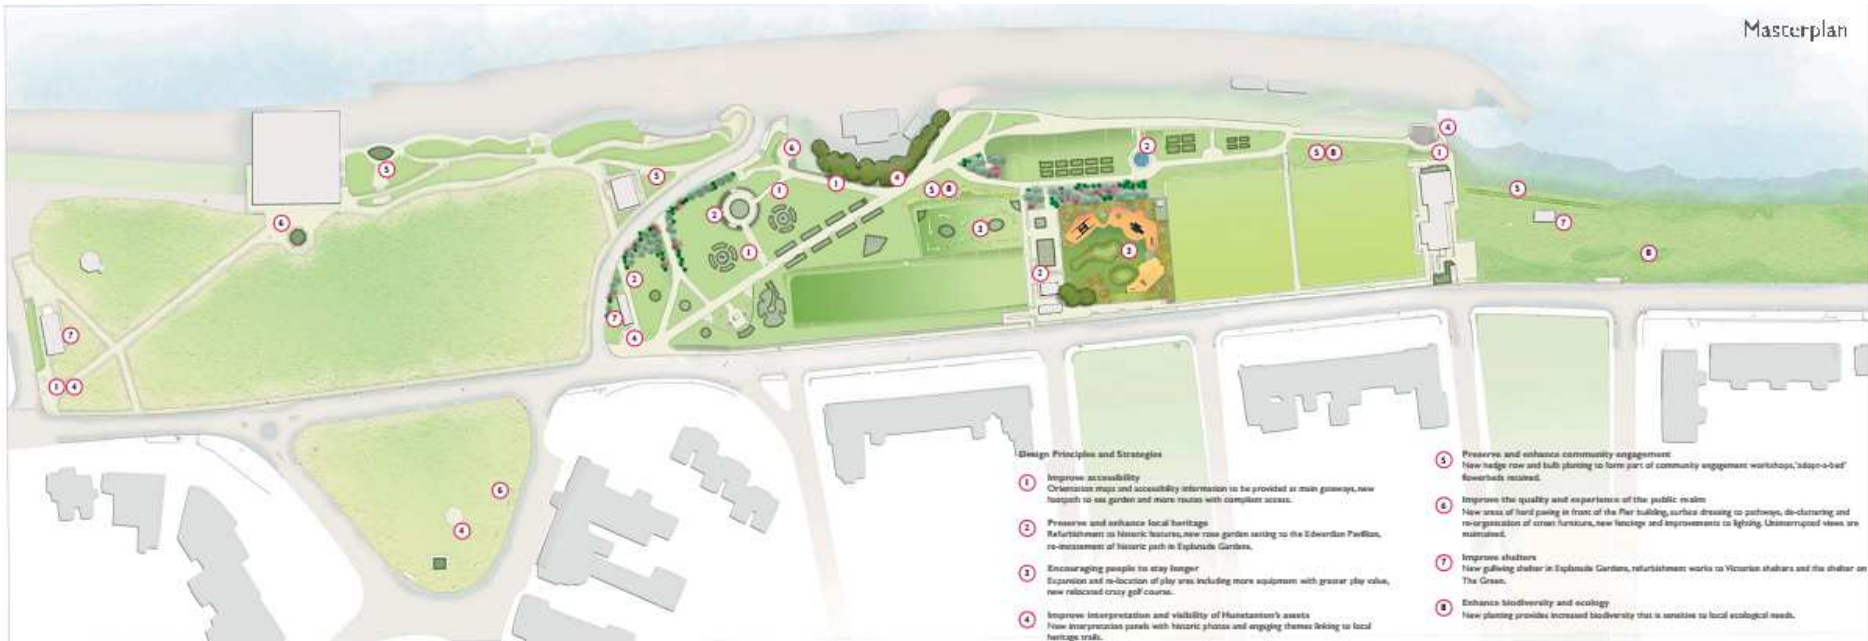 Masterplan
Design Principles and Strategies
1 Improve accessibility
Orientation maps and accessibility information to be provided at main gateways, new
footpath to sea garden and more routes with compliant access.
2 Preserve and enhance local heritage
Refurbishment to historic features, new rose garden setting to the Edwardian Pavillion,
re-instatement of historic path in Esplanade Gardens.
3 Encouraging people to stay longer
Expansion and re-location of play area including more equipment with greater play value,
new relocated crazy golf course.
4 Improve interpretation and visibility of Hunstanton's assets
New interpretation panels with historic photos and engaging themes linking to local
heritage trails.
5 Preserve and enhance community engagement
New hedge row and bulb planting to form part of community engagement workshops, 'adopt-a-bed'
flowerbeds retained.
6 Improve the quality and experience of the public realm
New areas of hard paving in front of the Pier building, surface dressing to pathways, de-cluttering and
re-organisation of street furniture, new fencings and improvements to lighting. Uninterrupted views are
maintained.
7 Improve shelters
New gullwing shelter in Esplanade Gardens, refurbishment works to Victorian shelters and the shelter on
The Green.
8 Enhance biodiversity and ecology
New planting provides increased biodiversity that is sensitive to local ecological needs.